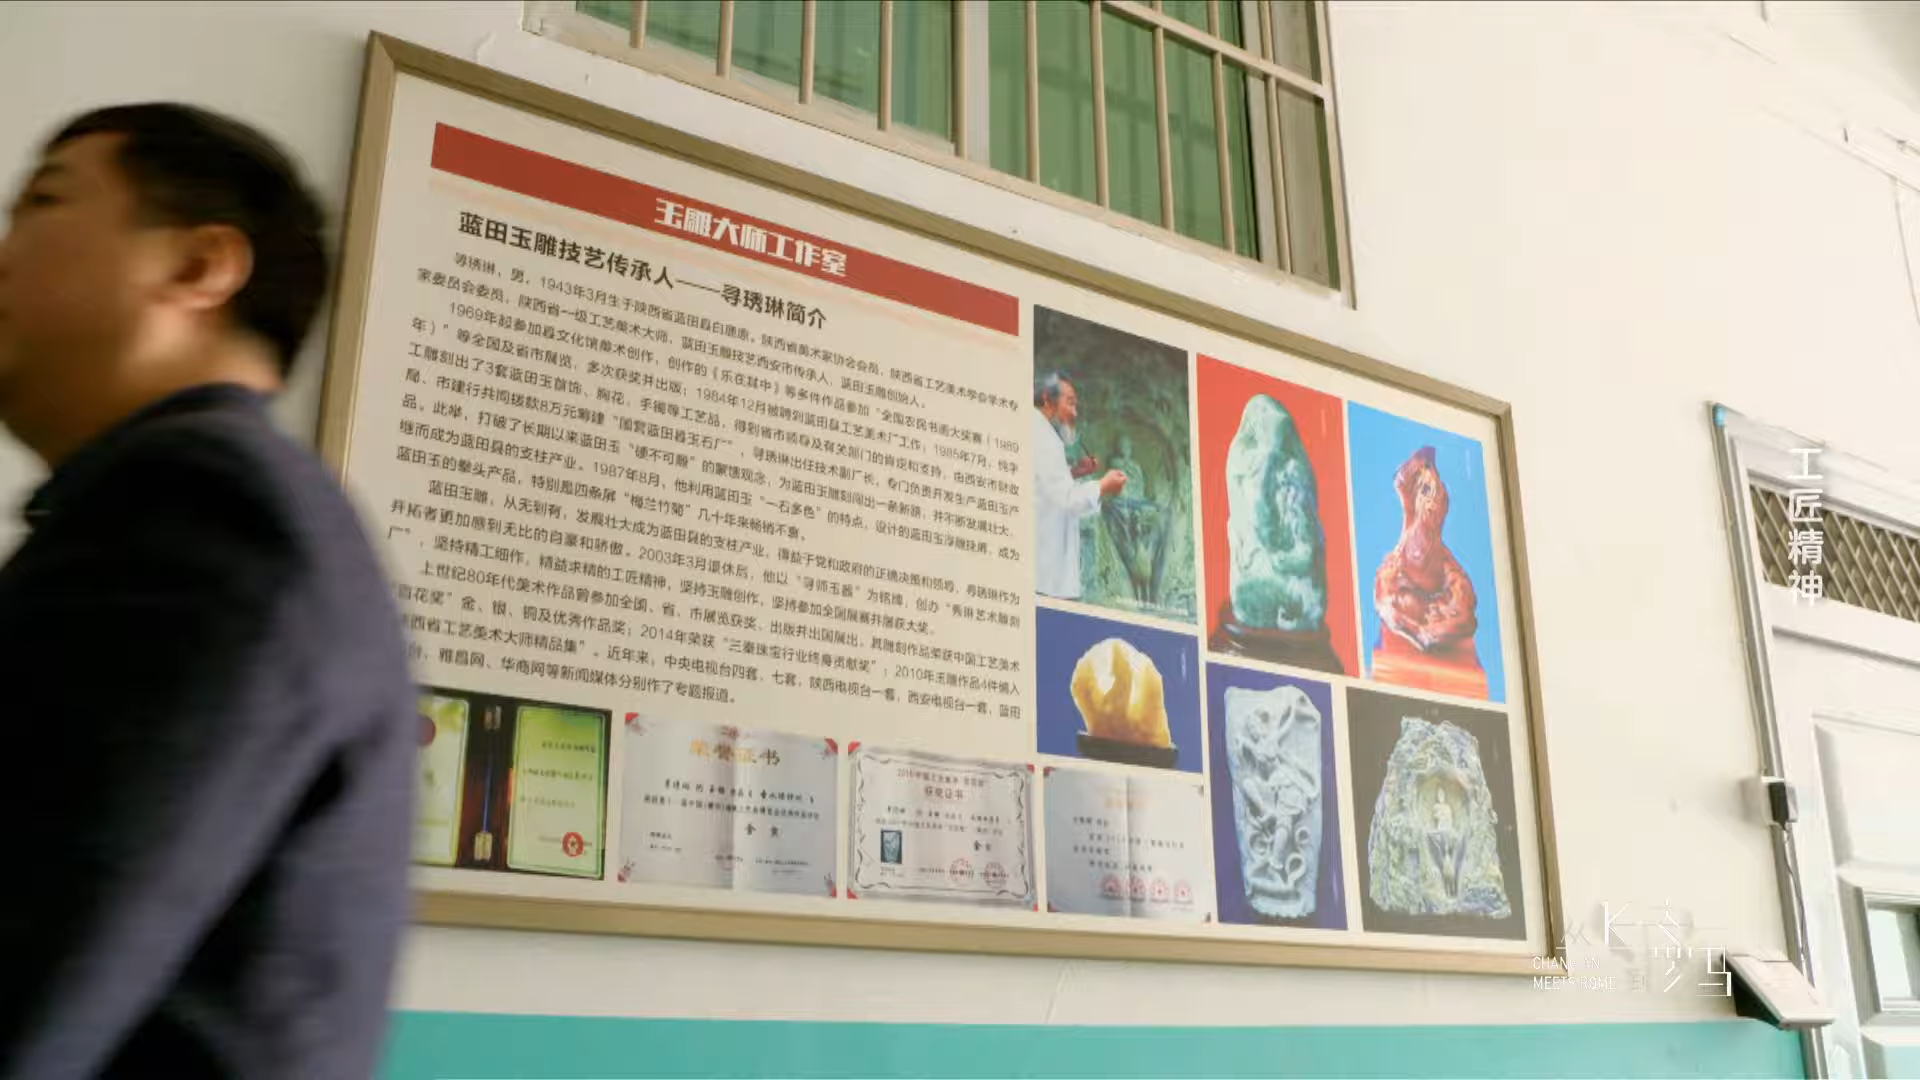 玉雕大师工作室
蓝田玉雕技艺传承人——寻琇琳简介
寻琇琳，男，1943年3月生于陕西省蓝田县白鹿原。陕西省美术家协会会员，陕西省工艺美术学会学术专
家委员会委员，陕西省一级工艺美术大师，蓝田玉雕技艺西安市传承人，蓝田玉雕创始人。
1969年起参加县文化馆美术创作，创作的《乐在其中》等多件作品参加“全国农民书画大奖赛（1989
年）”等全国及省市展览，多次获奖并出版；1984年12月被聘到蓝田县工艺美术厂工作；1985年7月，纯手
工雕刻出了3套蓝田玉首饰、胸花、手镯等工艺品，得到省市领导及有关部门的肯定和支持，由西安市财政
局、市建行共同拨款8万元筹建“国营蓝田县玉石厂”，寻琇琳出任技术副厂长，专门负责开发生产蓝田玉产
品。此举，打破了长期以来蓝田玉“硬不可雕”的禁锢观念，为蓝田玉雕刻闯出一条新路，并不断发展壮大，
继而成为蓝田县的支柱产业。1987年8月，他利用蓝田玉“一石多色”的特点，设计的蓝田玉浮雕挂屏，成为
蓝田玉的拳头产品，特别是四条屏“梅兰竹菊”几十年来畅销不衰。
蓝田玉雕，从无到有，发展壮大成为蓝田县的支柱产业，得益于党和政府的正确决策和领导，寻琇琳作为
开拓者更加感到无比的自豪和骄傲。2003年3月退休后，他以“寻师玉器”为铭牌，创办“秀琳艺术雕刻
厂”，坚持精工细作，精益求精的工匠精神，坚持玉雕创作，坚持参加全国展赛并屡获大奖。
上世纪80年代美术作品曾参加全国、省、市展览获奖，出版并出国展出，其雕刻作品荣获中国工艺美术
百花奖”金、银、铜及优秀作品奖；2014年荣获“三秦珠宝行业终身贡献奖”；2010年玉雕作品4件编入
西省工艺美术大师精品集”。近年来，中央电视台四套，七套，陕西电视台一套，西安电视台一套，蓝田
台，雅昌网、华商网等新闻媒体分别作了专题报道。
荣誉证书
金奖
获奖证书
金奖
工匠精神
从长安
CHANG'AN
MEETS ROME
到罗马